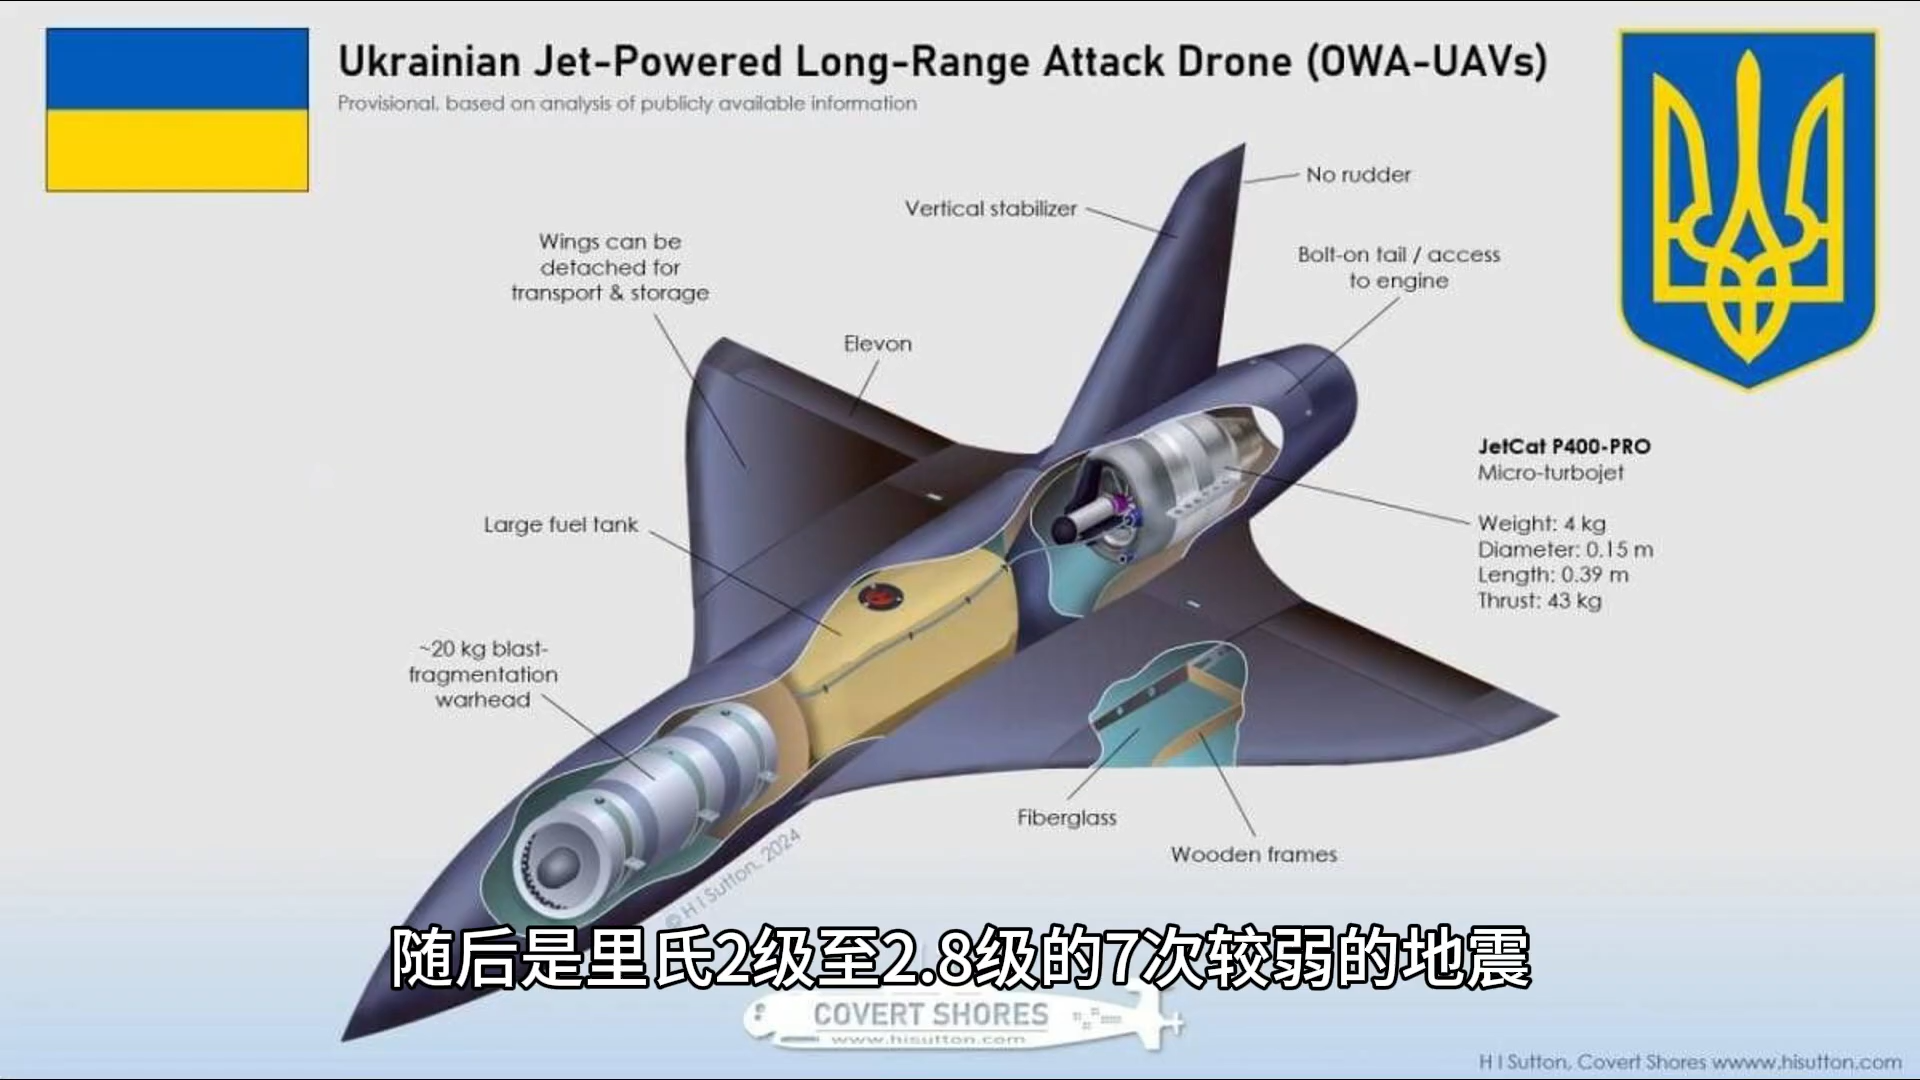 Ukrainian Jet-Powered Long-Range Attack Drone (OWA-UAVs)
Provisional, based on analysis of publicly available information
No rudder
Vertical stabilizer
Wings can be
detached for
transport & storage
Bolt-on tail / access
to engine
Elevon
JetCat P400-PRO
Micro-turbojet
Weight: 4 kg
Diameter: 0.15 m
Length: 0.39 m
Thrust: 43 kg
Large fuel tank
~20 kg blast-
fragmentation
warhead
Fiberglass
Wooden frames
© H I Sutton, 2024
随后是里氏2级至2.8级的7次较弱的地震
COVERT SHORES
www.hisutton.com
H I Sutton, Covert Shores wwww.hisutton.com